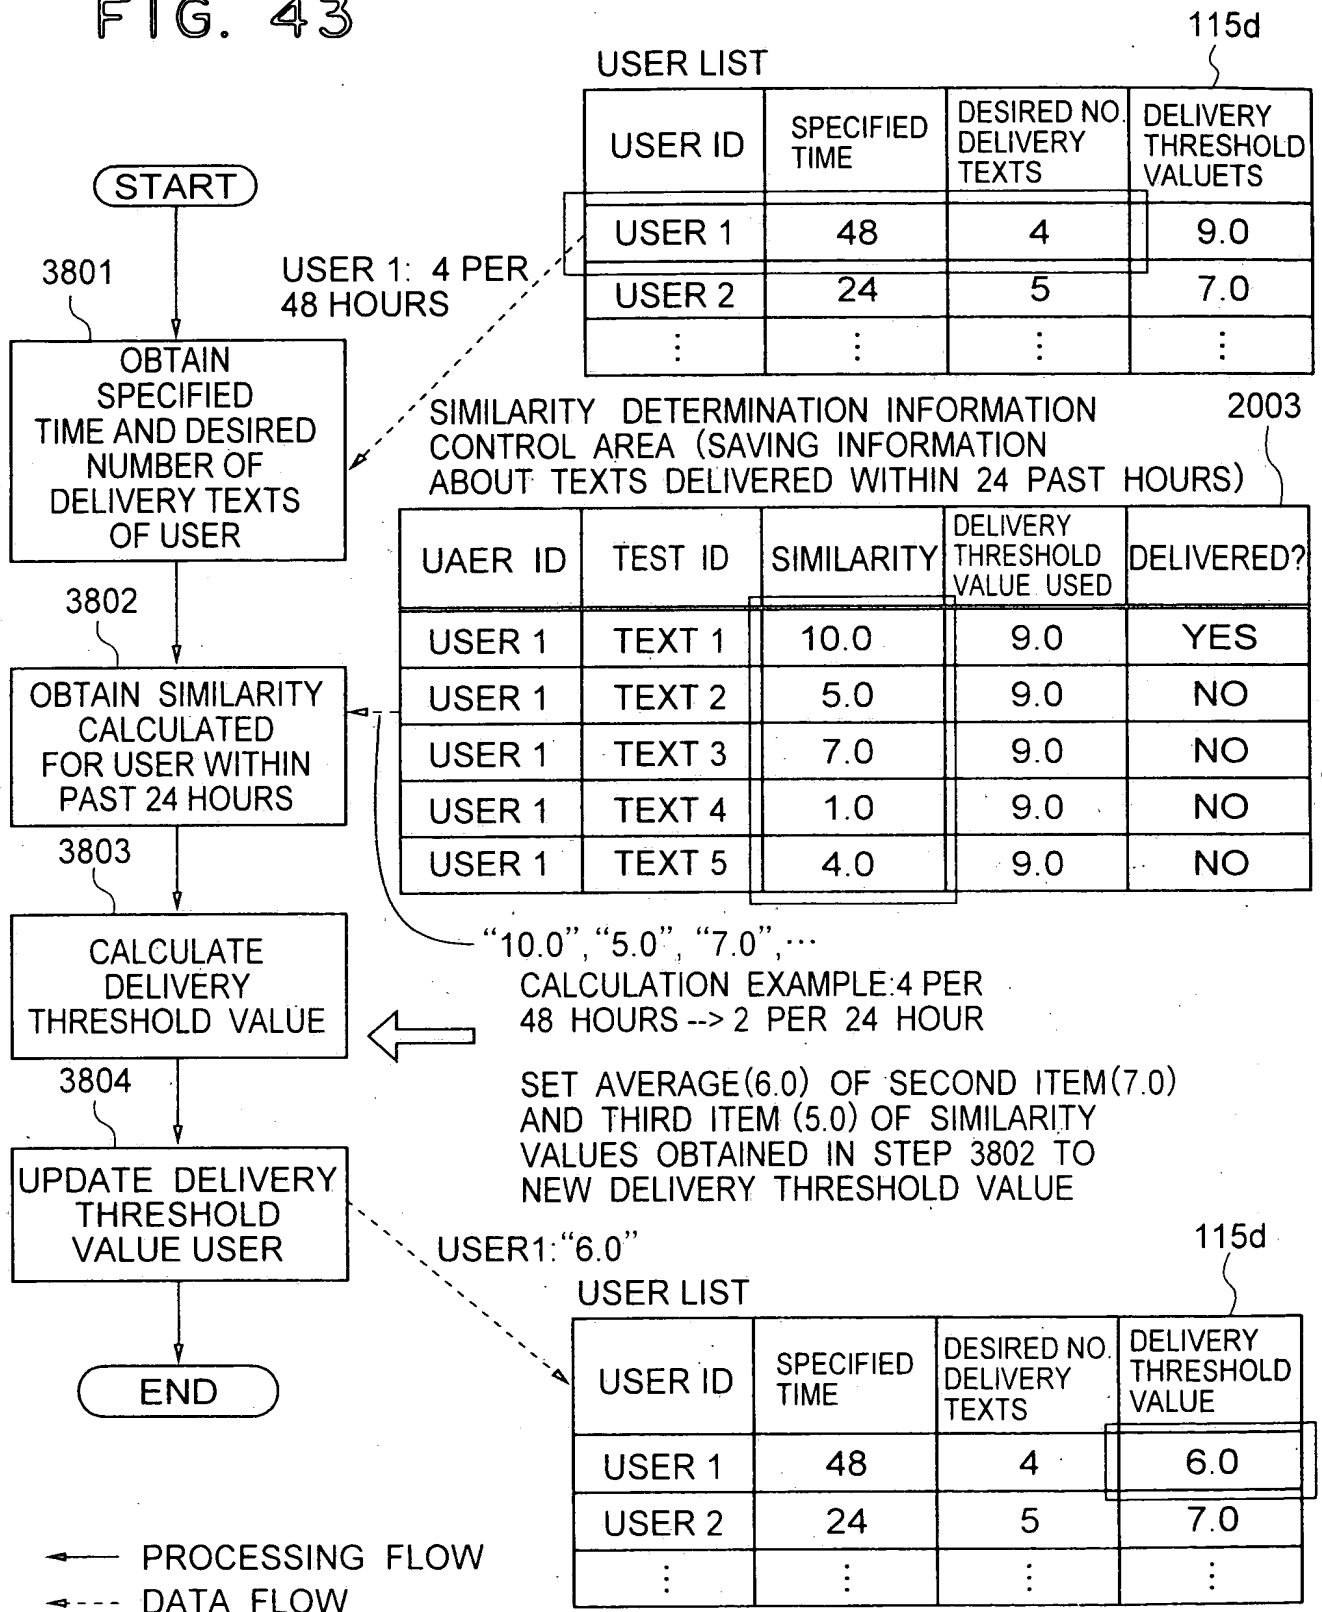 FIG. 43
115d
USER LIST
USER ID
SPECIFIED
TIME
DESIRED NO.
DELIVERY
TEXTS
DELIVERY
THRESHOLD
VALUETS
USER 1 48 4 9.0
USER 2 24 5 7.0
⋮ ⋮ ⋮ ⋮
START
USER 1: 4 PER
48 HOURS
3801
OBTAIN
SPECIFIED
TIME AND DESIRED
NUMBER OF
DELIVERY TEXTS
OF USER
SIMILARITY DETERMINATION INFORMATION
CONTROL AREA (SAVING INFORMATION
ABOUT TEXTS DELIVERED WITHIN 24 PAST HOURS)
2003
UAER ID
TEST ID
SIMILARITY
DELIVERY
THRESHOLD
VALUE USED
DELIVERED?
USER 1 TEXT 1 10.0 9.0 YES
USER 1 TEXT 2 5.0 9.0 NO
USER 1 TEXT 3 7.0 9.0 NO
USER 1 TEXT 4 1.0 9.0 NO
USER 1 TEXT 5 4.0 9.0 NO
3802
OBTAIN SIMILARITY
CALCULATED
FOR USER WITHIN
PAST 24 HOURS
"10.0", "5.0", "7.0", ...
3803
CALCULATE
DELIVERY
THRESHOLD VALUE
CALCULATION EXAMPLE:4 PER
48 HOURS --> 2 PER 24 HOUR
SET AVERAGE(6.0) OF SECOND ITEM(7.0)
AND THIRD ITEM (5.0) OF SIMILARITY
VALUES OBTAINED IN STEP 3802 TO
NEW DELIVERY THRESHOLD VALUE
3804
UPDATE DELIVERY
THRESHOLD
VALUE USER
USER1:"6.0"
END
115d
USER LIST
USER ID
SPECIFIED
TIME
DESIRED NO.
DELIVERY
TEXTS
DELIVERY
THRESHOLD
VALUE
USER 1 48 4 6.0
USER 2 24 5 7.0
⋮ ⋮ ⋮ ⋮
PROCESSING FLOW
DATA FLOW